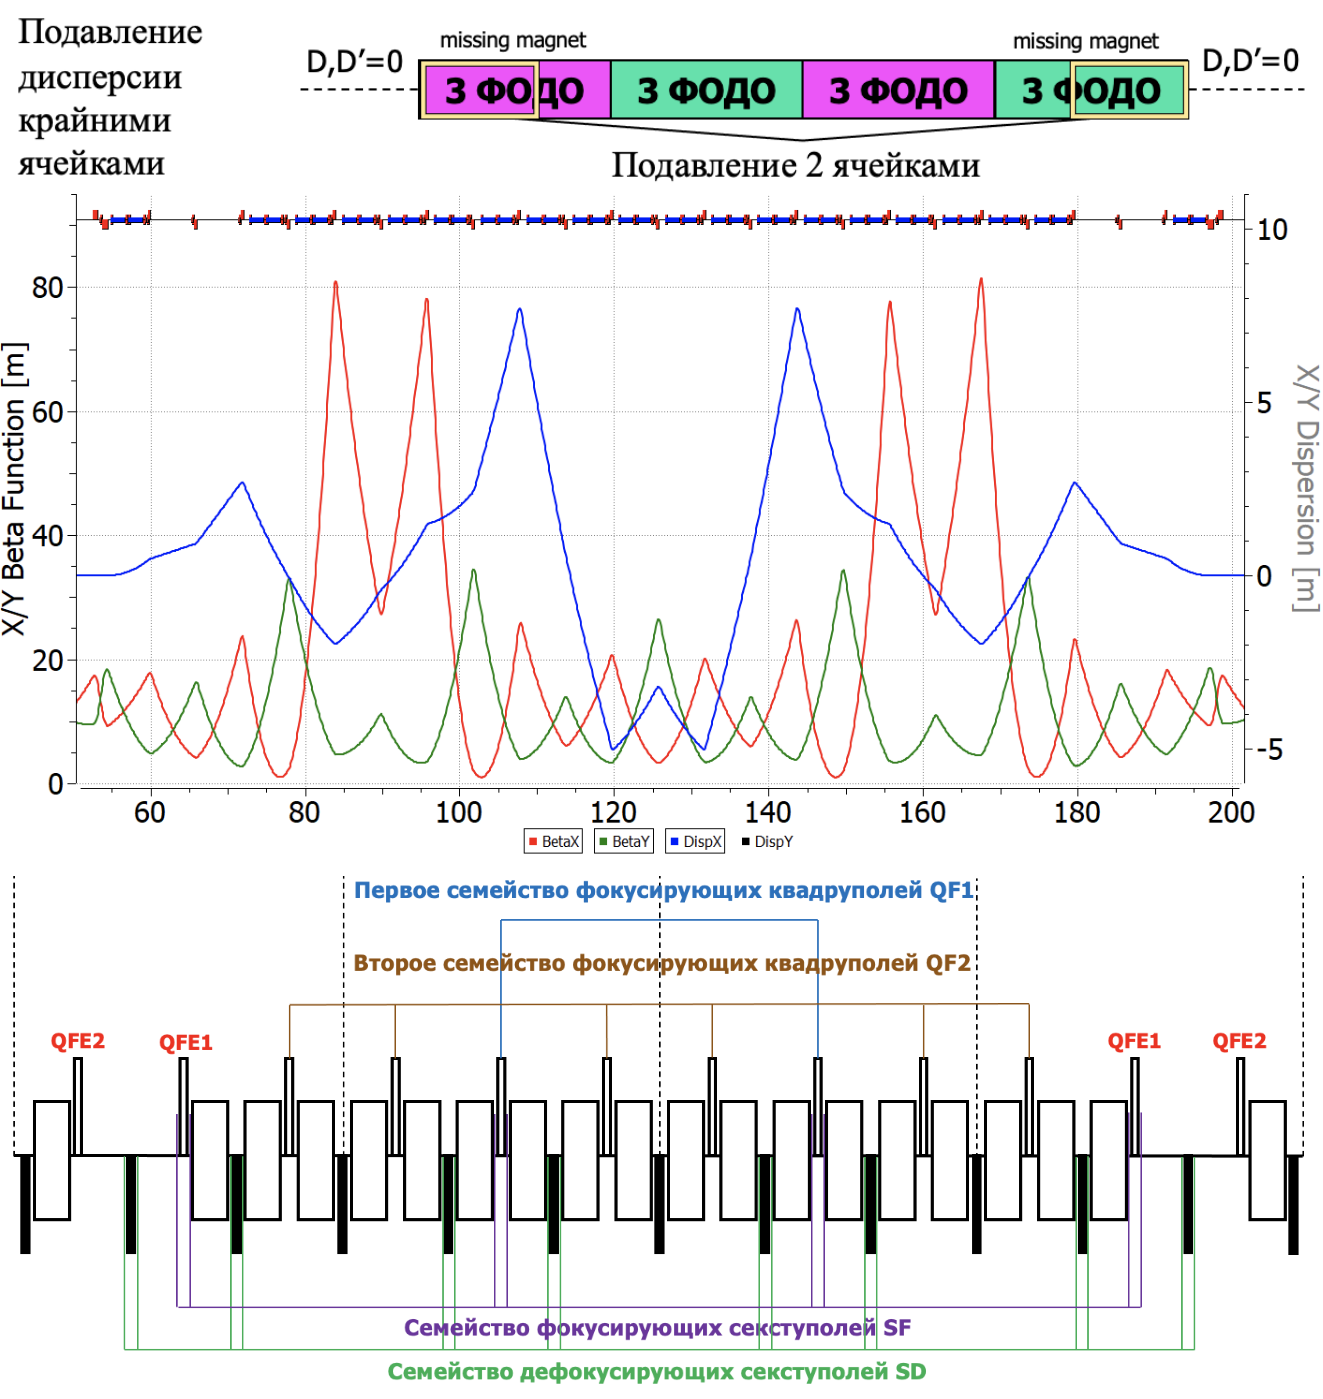 Подавление
дисперсии
крайними
ячейками
missing magnet
missing magnet
D,D′=0
D,D′=0
3 ФОДО
3 ФОДО
3 ФОДО
3 ФОДО
Подавление 2 ячейками
X/Y Beta Function [m]
80
60
40
20
0
10
5
0
-5
X/Y Dispersion [m]
60
80
100
120
140
160
180
200
BetaX
BetaY
DispX
DispY
Первое семейство фокусирующих квадруполей QF1
Второе семейство фокусирующих квадруполей QF2
QFE2
QFE1
QFE1
QFE2
Семейство фокусирующих секступолей SF
Семейство дефокусирующих секступолей SD